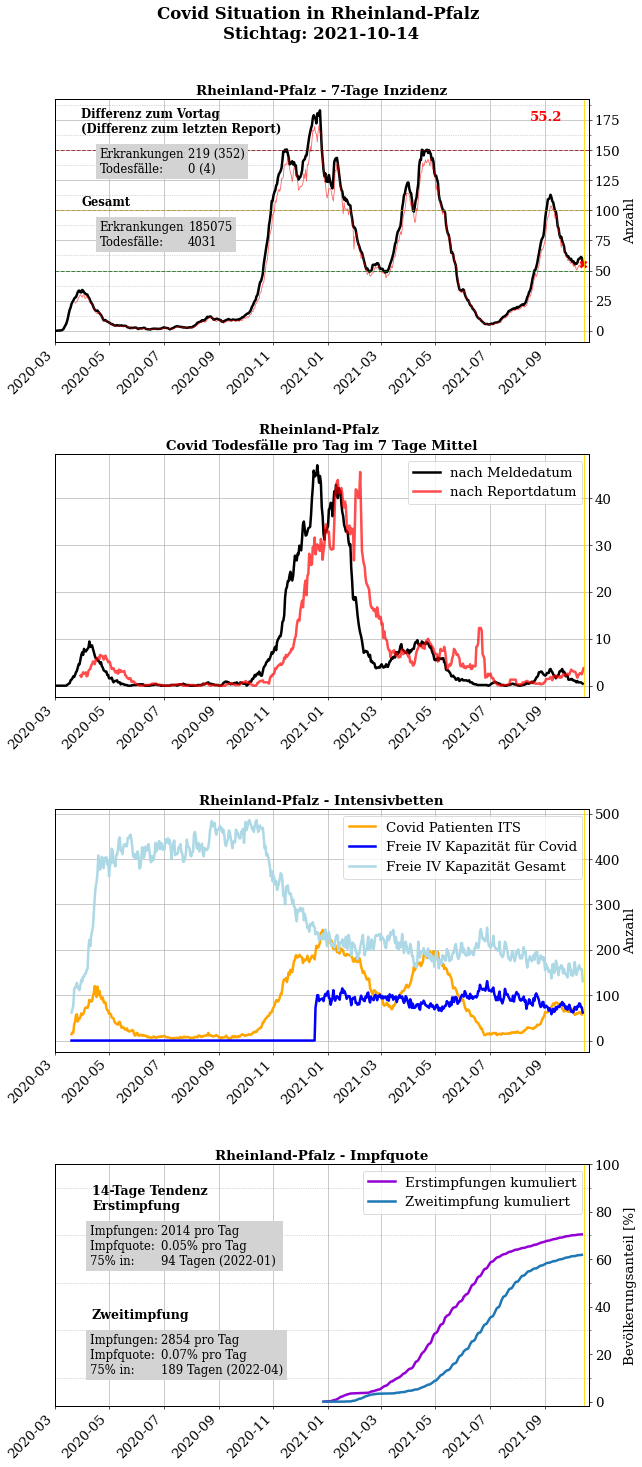 Covid Situation in Rheinland-Pfalz
Stichtag: 2021-10-14
Rheinland-Pfalz - 7-Tage Inzidenz
Differenz zum Vortag
(Differenz zum letzten Report)
Erkrankungen 219 (352)
Todesfälle: 0 (4)
Gesamt
Erkrankungen 185075
Todesfälle: 4031
55.2
175
150
125
100
75
50
25
0
Anzahl
2020-03
2020-05
2020-07
2020-09
2020-11
2021-01
2021-03
2021-05
2021-07
2021-09
Rheinland-Pfalz
Covid Todesfälle pro Tag im 7 Tage Mittel
nach Meldedatum
nach Reportdatum
40
30
20
10
0
2020-03
2020-05
2020-07
2020-09
2020-11
2021-01
2021-03
2021-05
2021-07
2021-09
Rheinland-Pfalz - Intensivbetten
Covid Patienten ITS
Freie IV Kapazität für Covid
Freie IV Kapazität Gesamt
500
400
300
200
100
0
Anzahl
2020-03
2020-05
2020-07
2020-09
2020-11
2021-01
2021-03
2021-05
2021-07
2021-09
Rheinland-Pfalz - Impfquote
14-Tage Tendenz
Erstimpfung
Impfungen: 2014 pro Tag
Impfquote: 0.05% pro Tag
75% in: 94 Tagen (2022-01)
Zweitimpfung
Impfungen: 2854 pro Tag
Impfquote: 0.07% pro Tag
75% in: 189 Tagen (2022-04)
Erstimpfungen kumuliert
Zweitimpfung kumuliert
100
80
60
40
20
0
Bevölkerungsanteil [%]
2020-03
2020-05
2020-07
2020-09
2020-11
2021-01
2021-03
2021-05
2021-07
2021-09